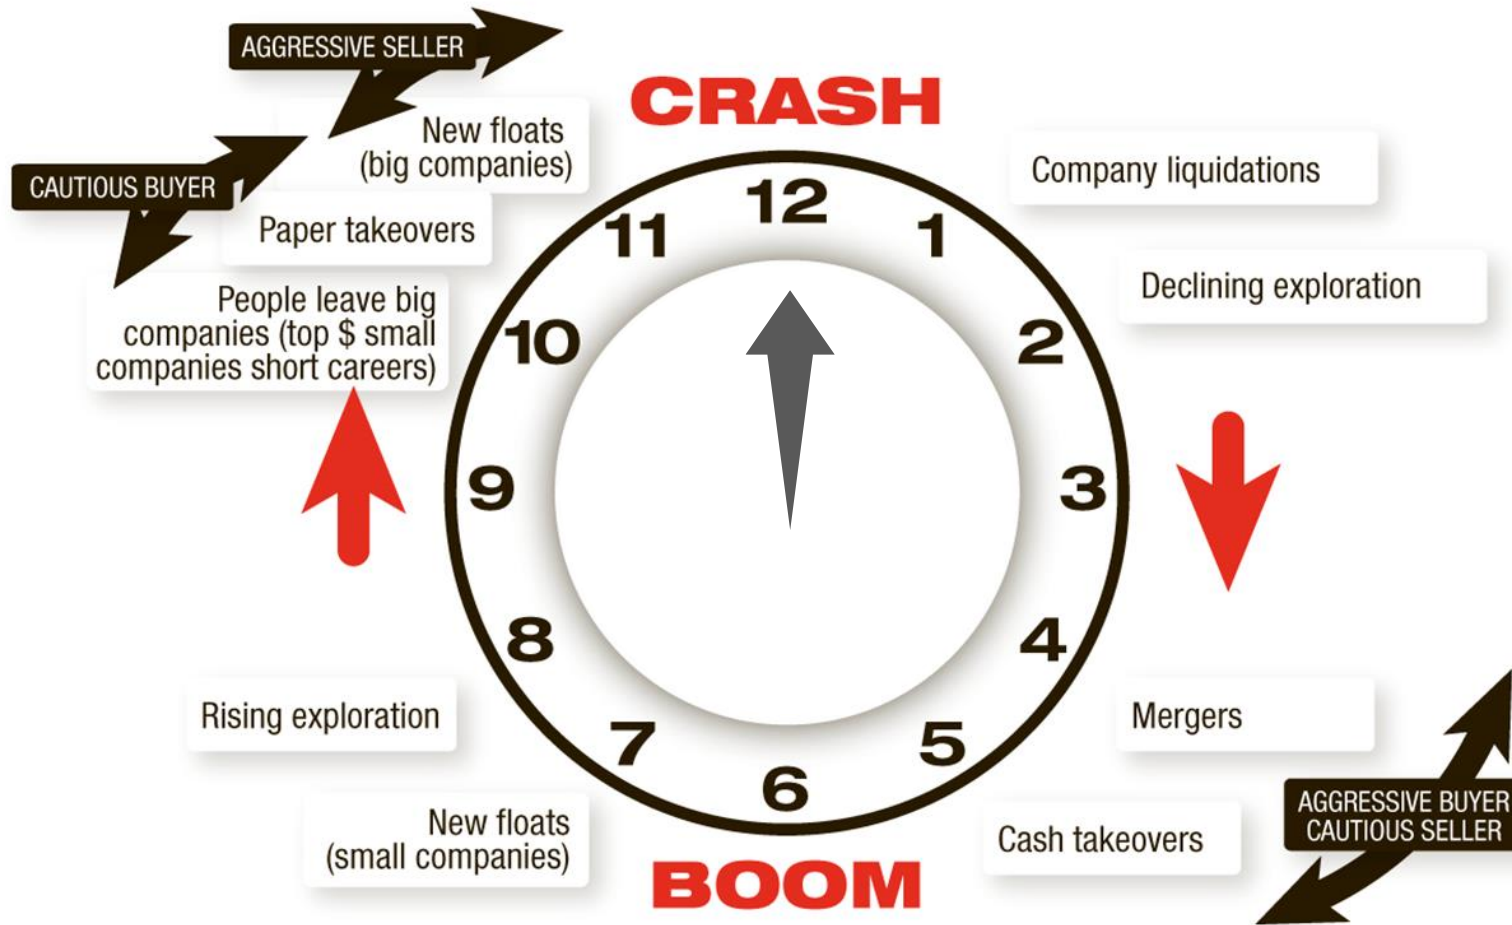 AGGRESSIVE SELLER
CRASH
New floats
(big companies)
CAUTIOUS BUYER
Paper takeovers
People leave big
companies (top $ small
companies short careers)
Company liquidations
Declining exploration
12
1
2
3
4
5
6
7
8
9
10
11
Mergers
AGGRESSIVE BUYER
CAUTIOUS SELLER
Cash takeovers
Rising exploration
New floats
(small companies)
BOOM